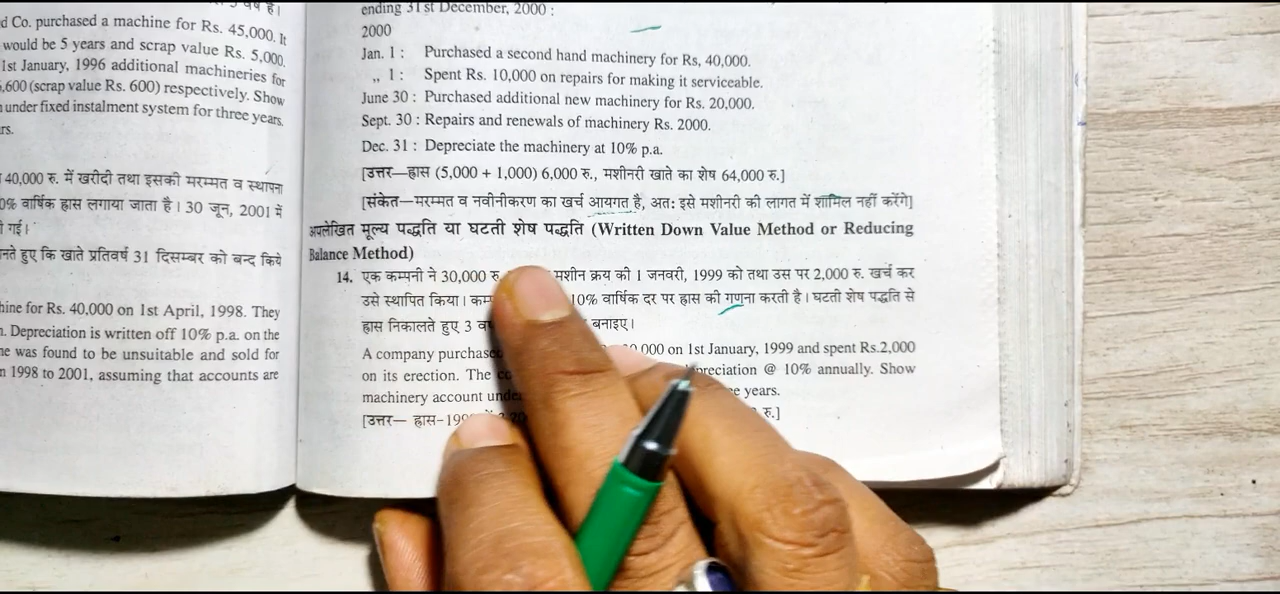 वर्ष है।
d Co. purchased a machine for Rs. 45,000. It
would be 5 years and scrap value Rs. 5,000.
1st January, 1996 additional machineries for
,600 (scrap value Rs. 600) respectively. Show
under fixed instalment system for three years.
rs.
40,000 रु. में खरीदी तथा इसकी मरम्मत व स्थापना
0% वार्षिक ह्रास लगाया जाता है। 30 जून, 2001 में
गई।
नते हुए कि खाते प्रतिवर्ष 31 दिसम्बर को बन्द किये
hine for Rs. 40,000 on 1st April, 1998. They
n. Depreciation is written off 10% p.a. on the
ne was found to be unsuitable and sold for
n 1998 to 2001, assuming that accounts are
ending 31st December, 2000 :
2000
Jan. 1 : Purchased a second hand machinery for Rs, 40,000.
„ 1 : Spent Rs. 10,000 on repairs for making it serviceable.
June 30 : Purchased additional new machinery for Rs. 20,000.
Sept. 30 : Repairs and renewals of machinery Rs. 2000.
Dec. 31 : Depreciate the machinery at 10% p.a.
[उत्तर—ह्रास (5,000 + 1,000) 6,000 रु., मशीनरी खाते का शेष 64,000 रु.]
[संकेत—मरम्मत व नवीनीकरण का खर्च आयगत है, अत: इसे मशीनरी की लागत में शामिल नहीं करेंगे]
अपलेखित मूल्य पद्धति या घटती शेष पद्धति (Written Down Value Method or Reducing
Balance Method)
14. एक कम्पनी ने 30,000 रु मशीन क्रय की 1 जनवरी, 1999 को तथा उस पर 2,000 रु. खर्च कर
उसे स्थापित किया। कम 10% वार्षिक दर पर ह्रास की गणना करती है। घटती शेष पद्धति से
ह्रास निकालते हुए 3 व बनाइए।
A company purchase 0,000 on 1st January, 1999 and spent Rs.2,000
on its erection. The co preciation @ 10% annually. Show
machinery account unde ee years.
[उत्तर— ह्रास-199 रु.]